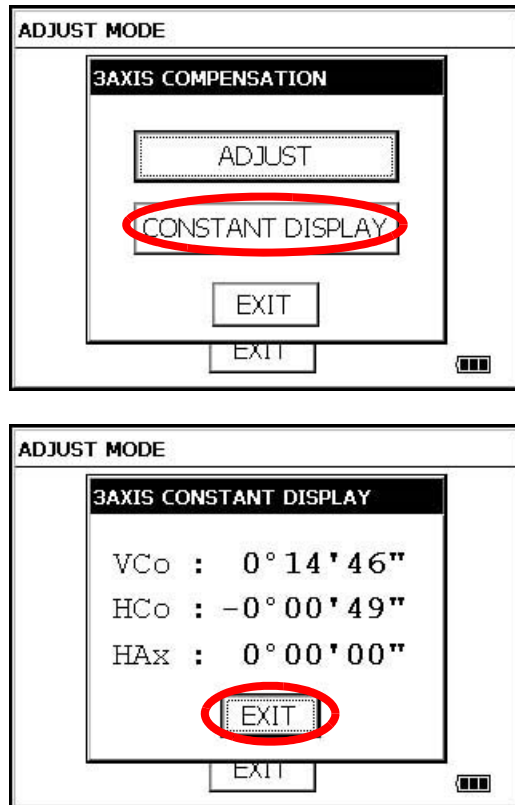 ADJUST MODE
3AXIS COMPENSATION
ADJUST
CONSTANT DISPLAY
EXIT
EXIT
ADJUST MODE
3AXIS CONSTANT DISPLAY
VCo : 0°14'46"
HCo : -0°00'49"
HAx : 0°00'00"
EXIT
EXIT